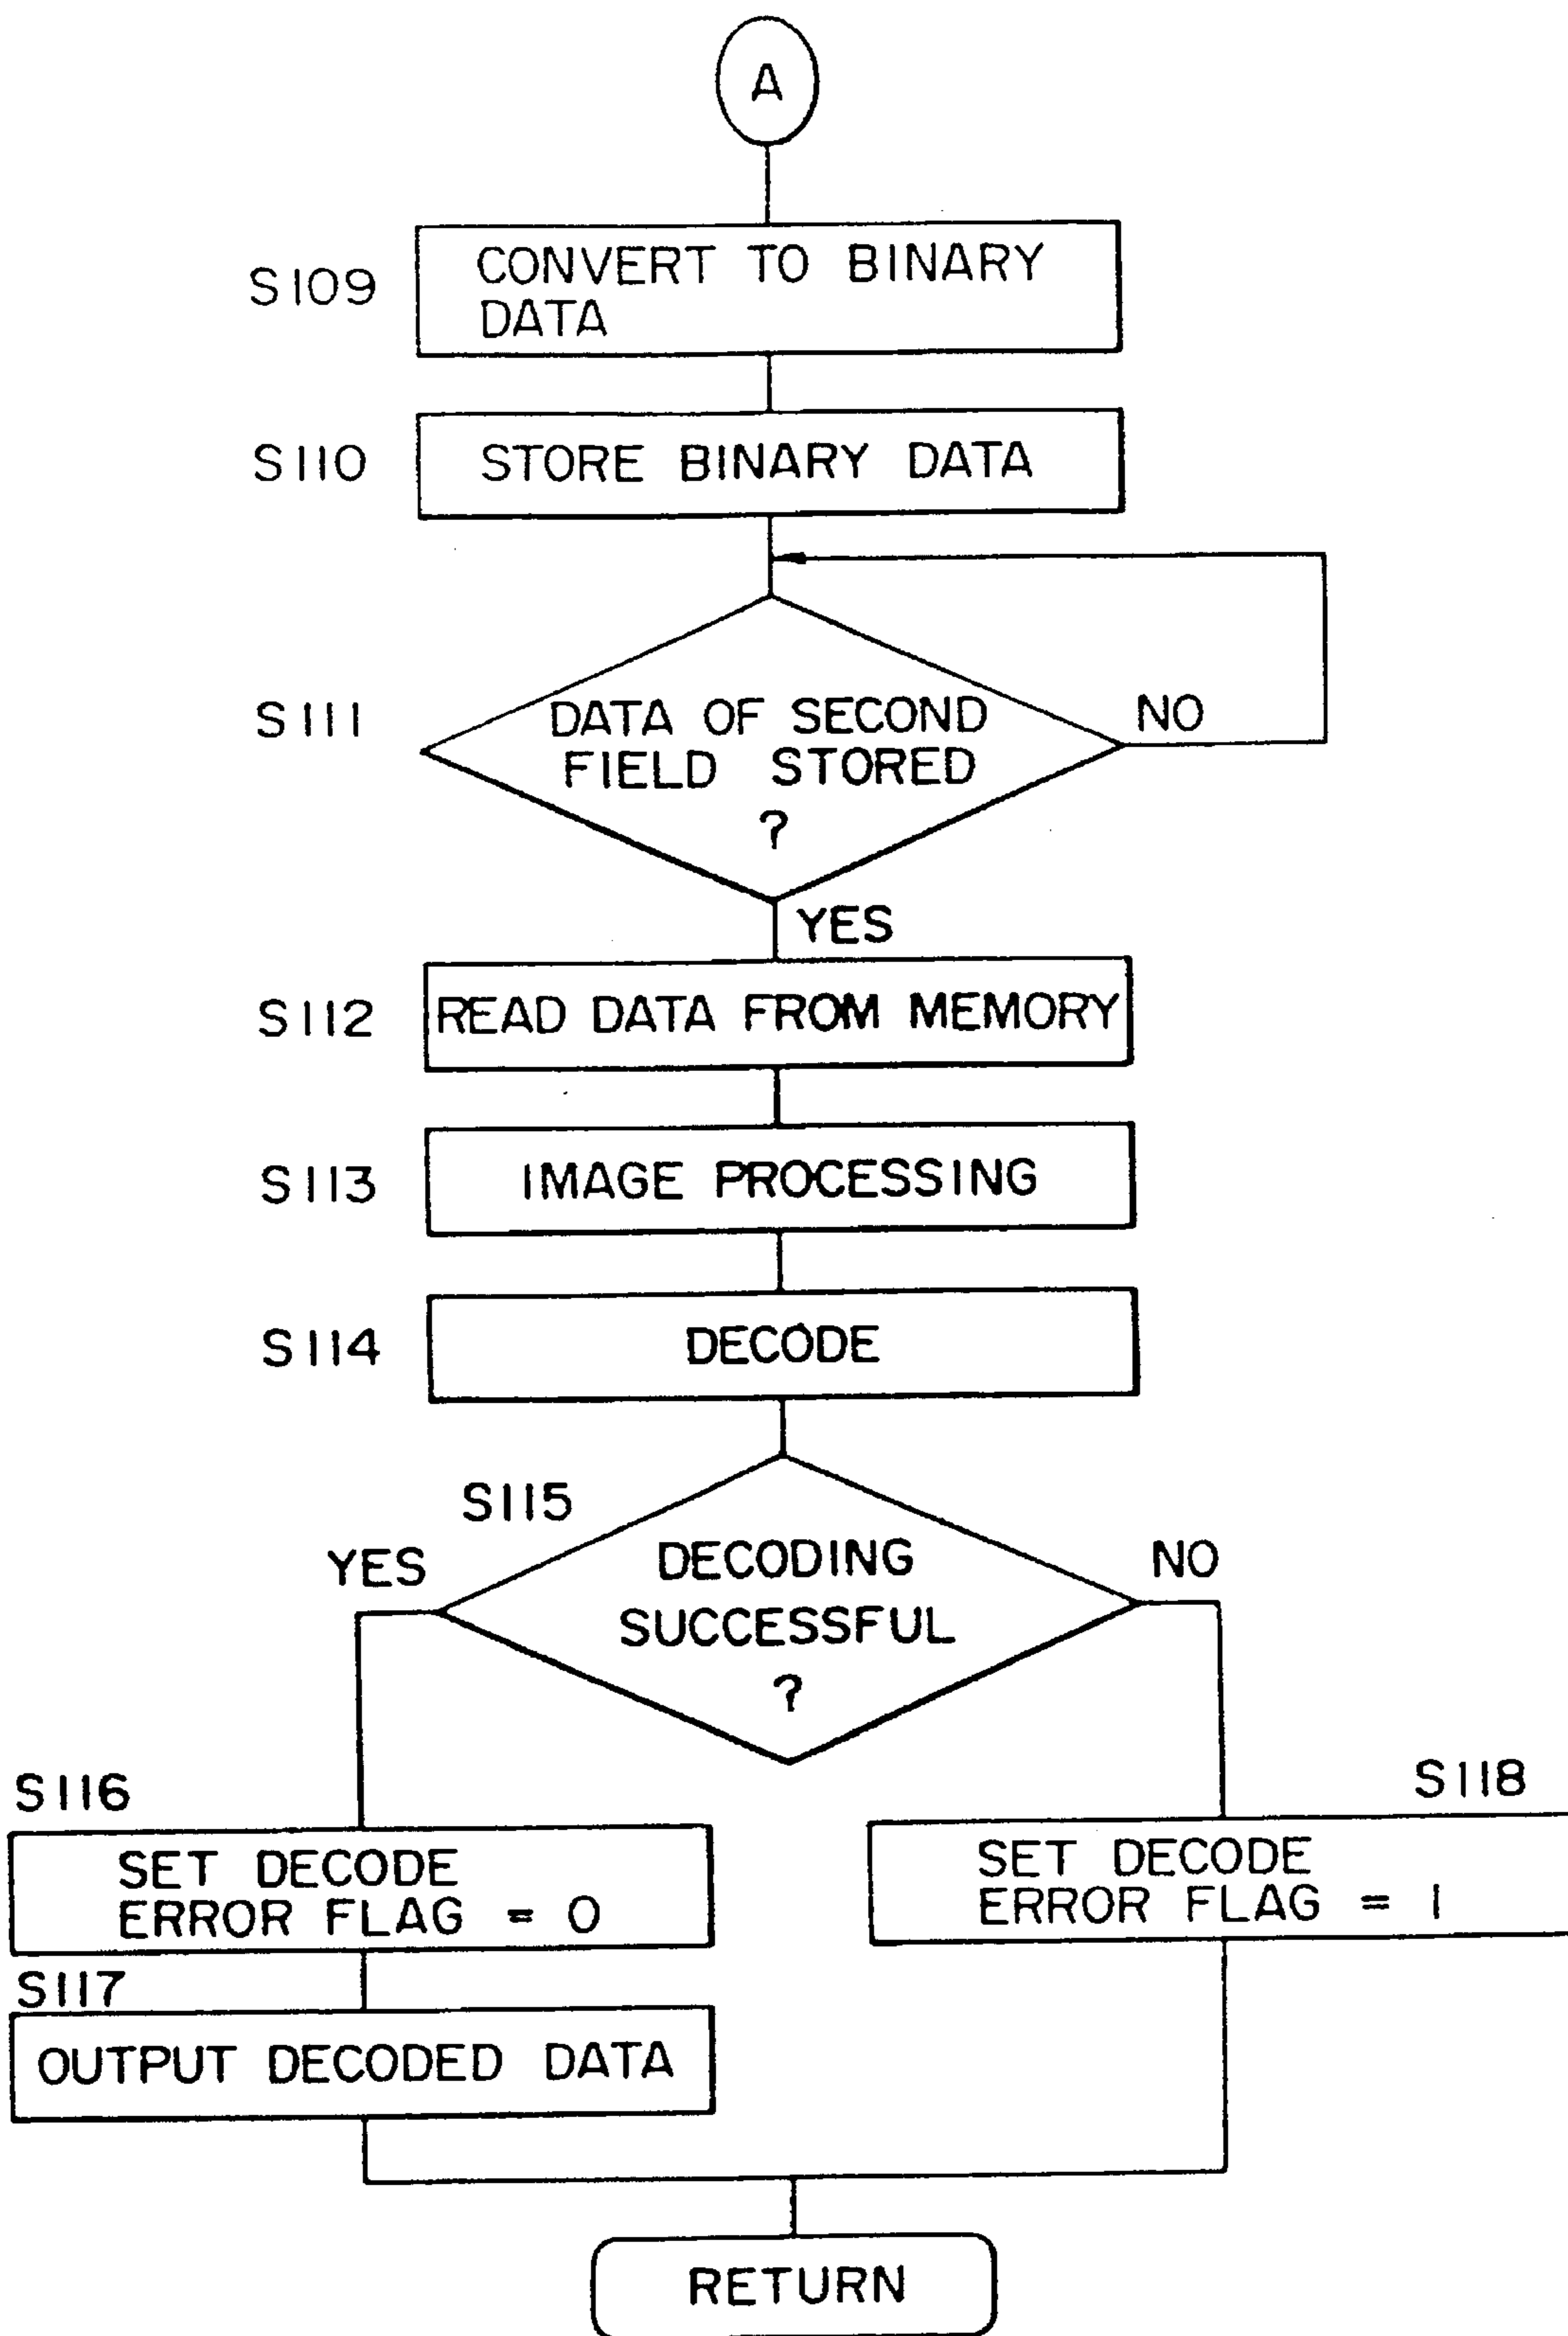 A
S109
CONVERT TO BINARY
DATA
S110
STORE BINARY DATA
S111
DATA OF SECOND
FIELD STORED
?
NO
YES
S112
READ DATA FROM MEMORY
S113
IMAGE PROCESSING
S114
DECODE
S115
YES
DECODING
SUCCESSFUL
?
NO
S116
SET DECODE
ERROR FLAG = 0
S118
SET DECODE
ERROR FLAG = 1
S117
OUTPUT DECODED DATA
RETURN